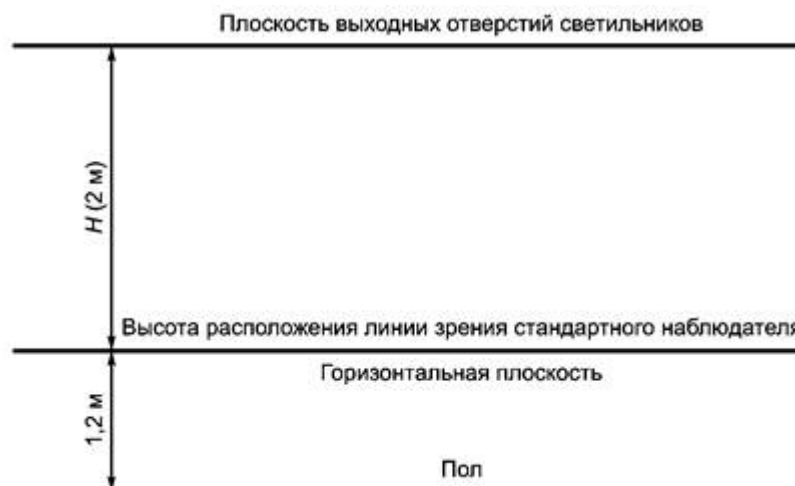 Плоскость выходных отверстий светильников
H (2 м)
Высота расположения линии зрения стандартного наблюдателя
Горизонтальная плоскость
1,2 м
Пол